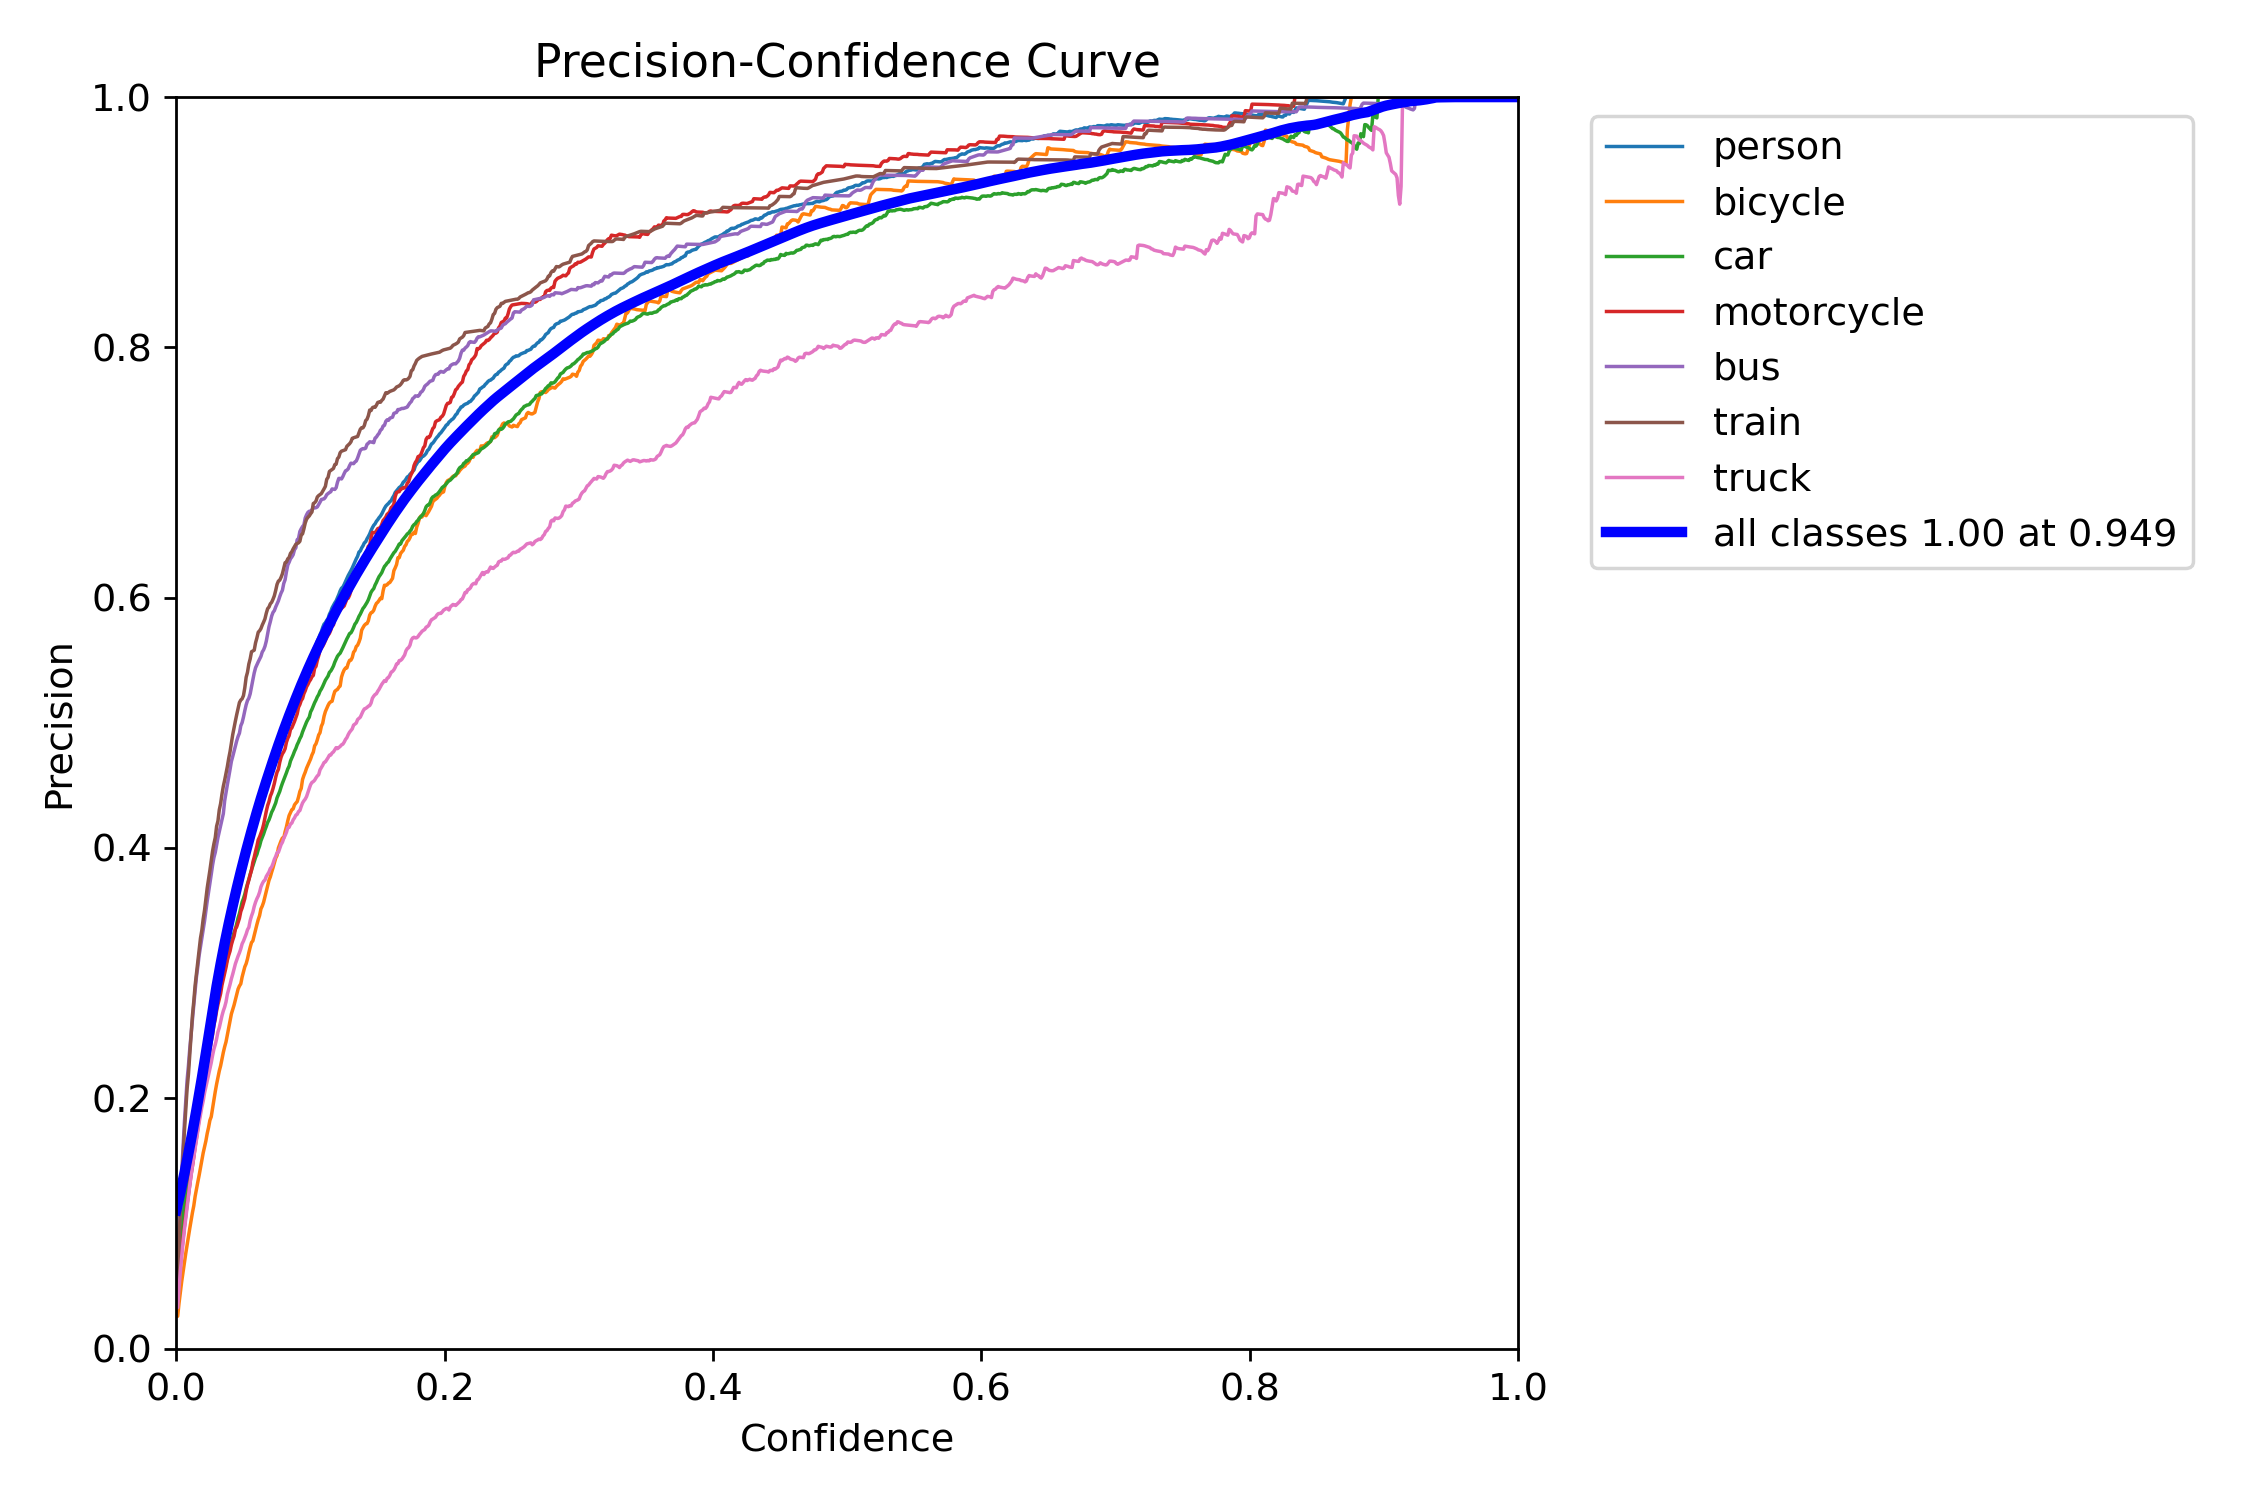 Precision-Confidence Curve
1.0
0.8
0.6
0.4
0.2
0.0
Precision
0.0 0.2 0.4 0.6 0.8 1.0
Confidence
person
bicycle
car
motorcycle
bus
train
truck
all classes 1.00 at 0.949